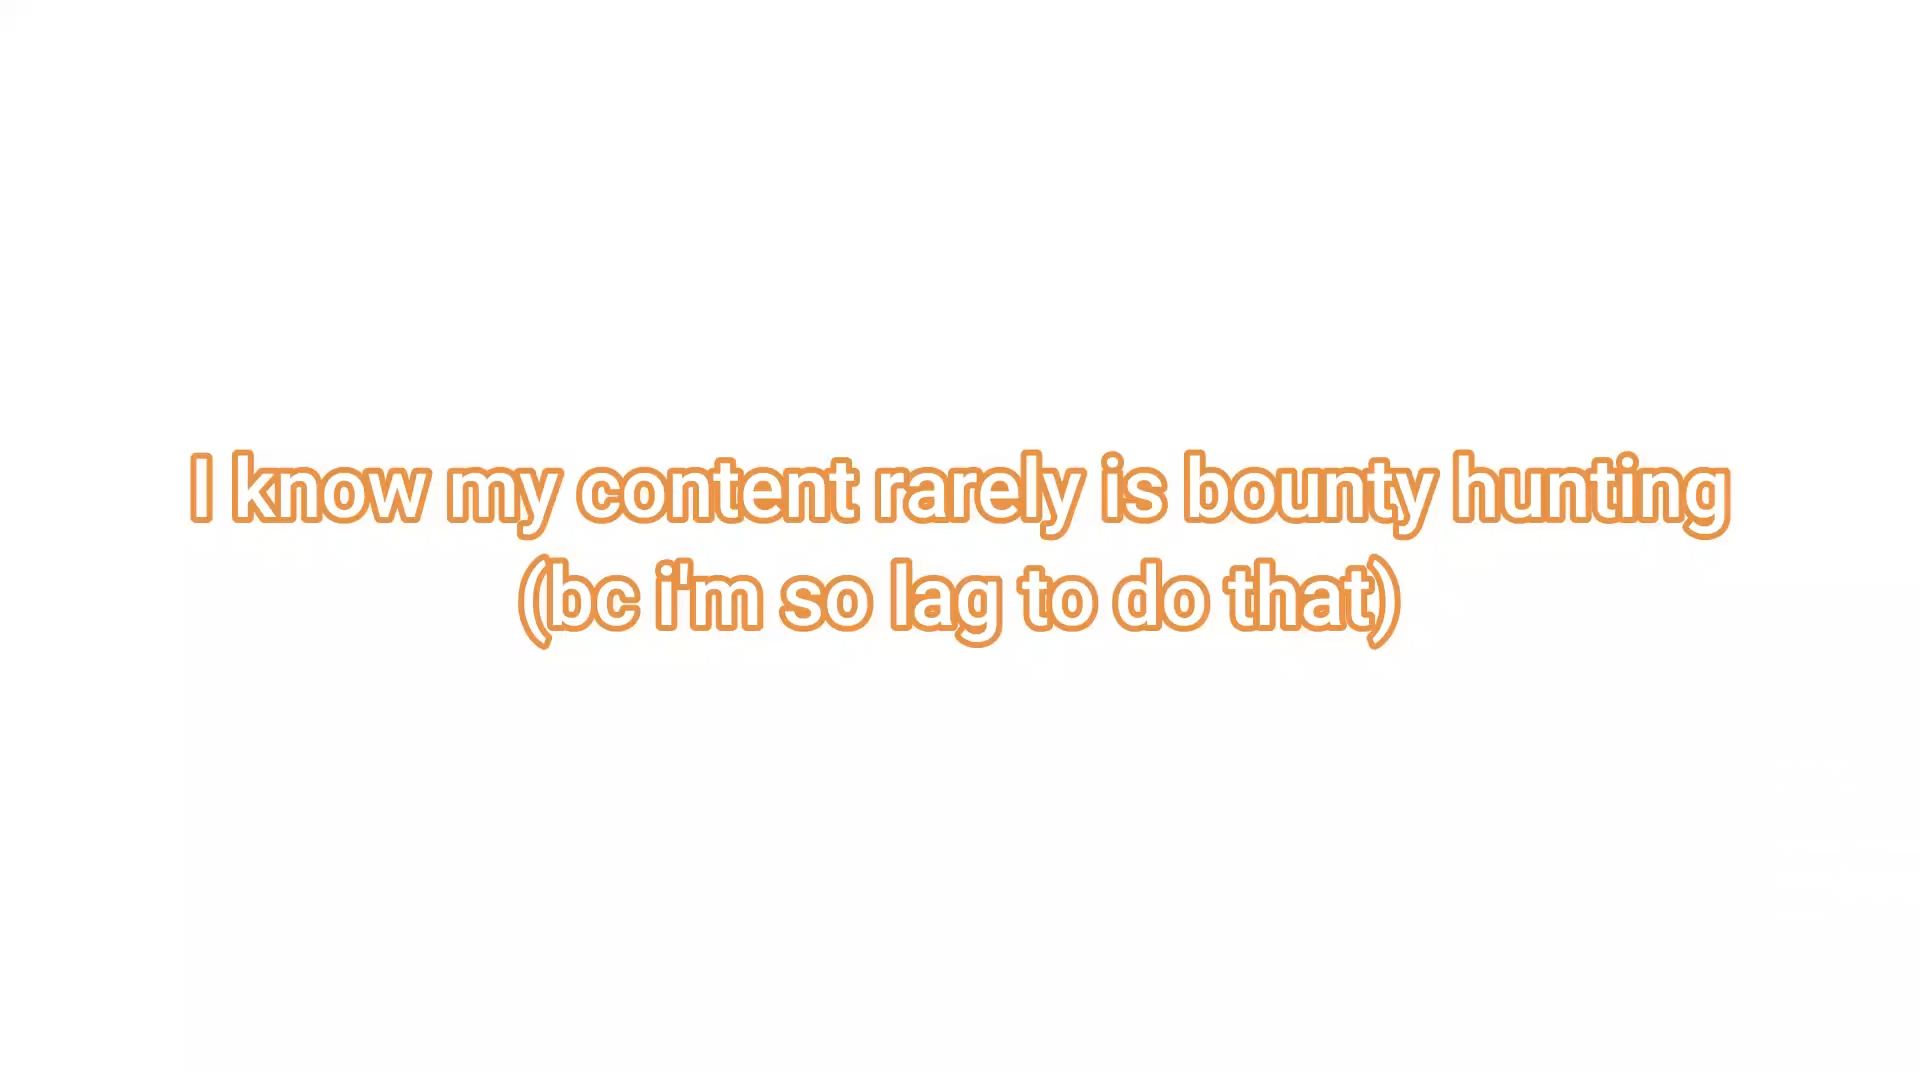 I know my content rarely is bounty hunting
(bc i'm so lag to do that)